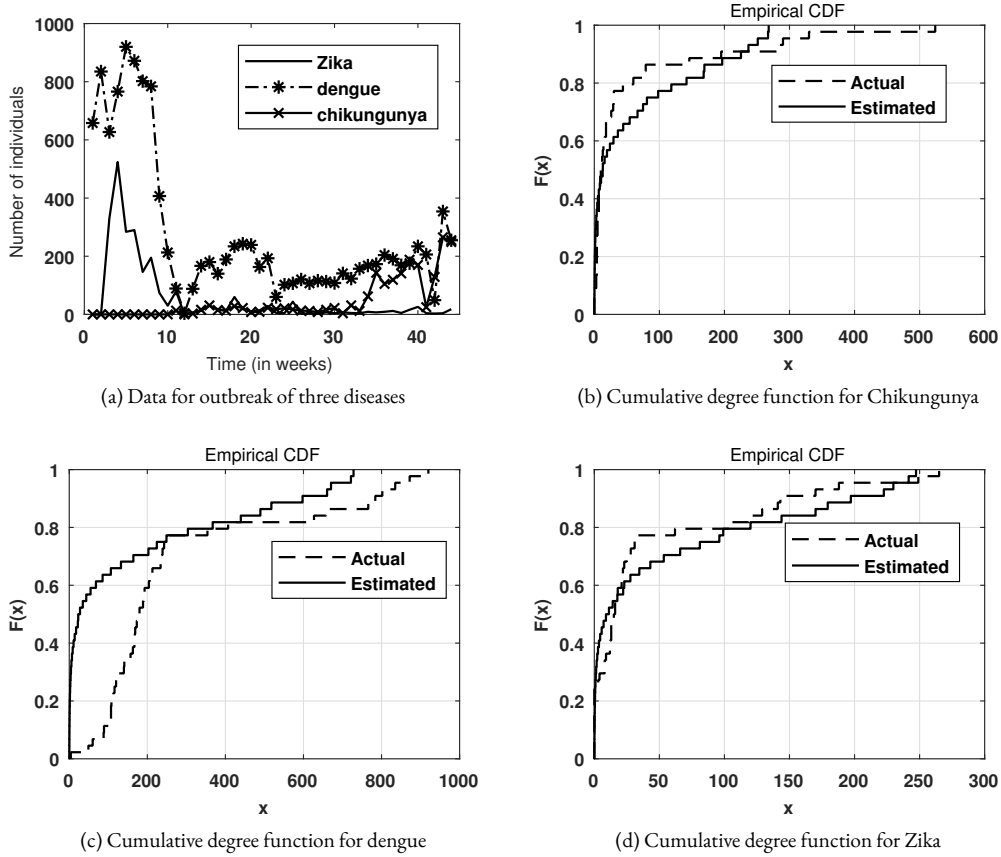 1000
800
600
400
200
0
Number of individuals
Zika
dengue
chikungunya
0 10 20 30 40
Time (in weeks)
(a) Data for outbreak of three diseases
Empirical CDF
1
0.8
0.6
0.4
0.2
0
F(x)
Actual
Estimated
0 100 200 300 400 500 600
x
(b) Cumulative degree function for Chikungunya
Empirical CDF
1
0.8
0.6
0.4
0.2
0
F(x)
Actual
Estimated
0 200 400 600 800 1000
x
(c) Cumulative degree function for dengue
Empirical CDF
1
0.8
0.6
0.4
0.2
0
F(x)
Actual
Estimated
0 50 100 150 200 250 300
x
(d) Cumulative degree function for Zika